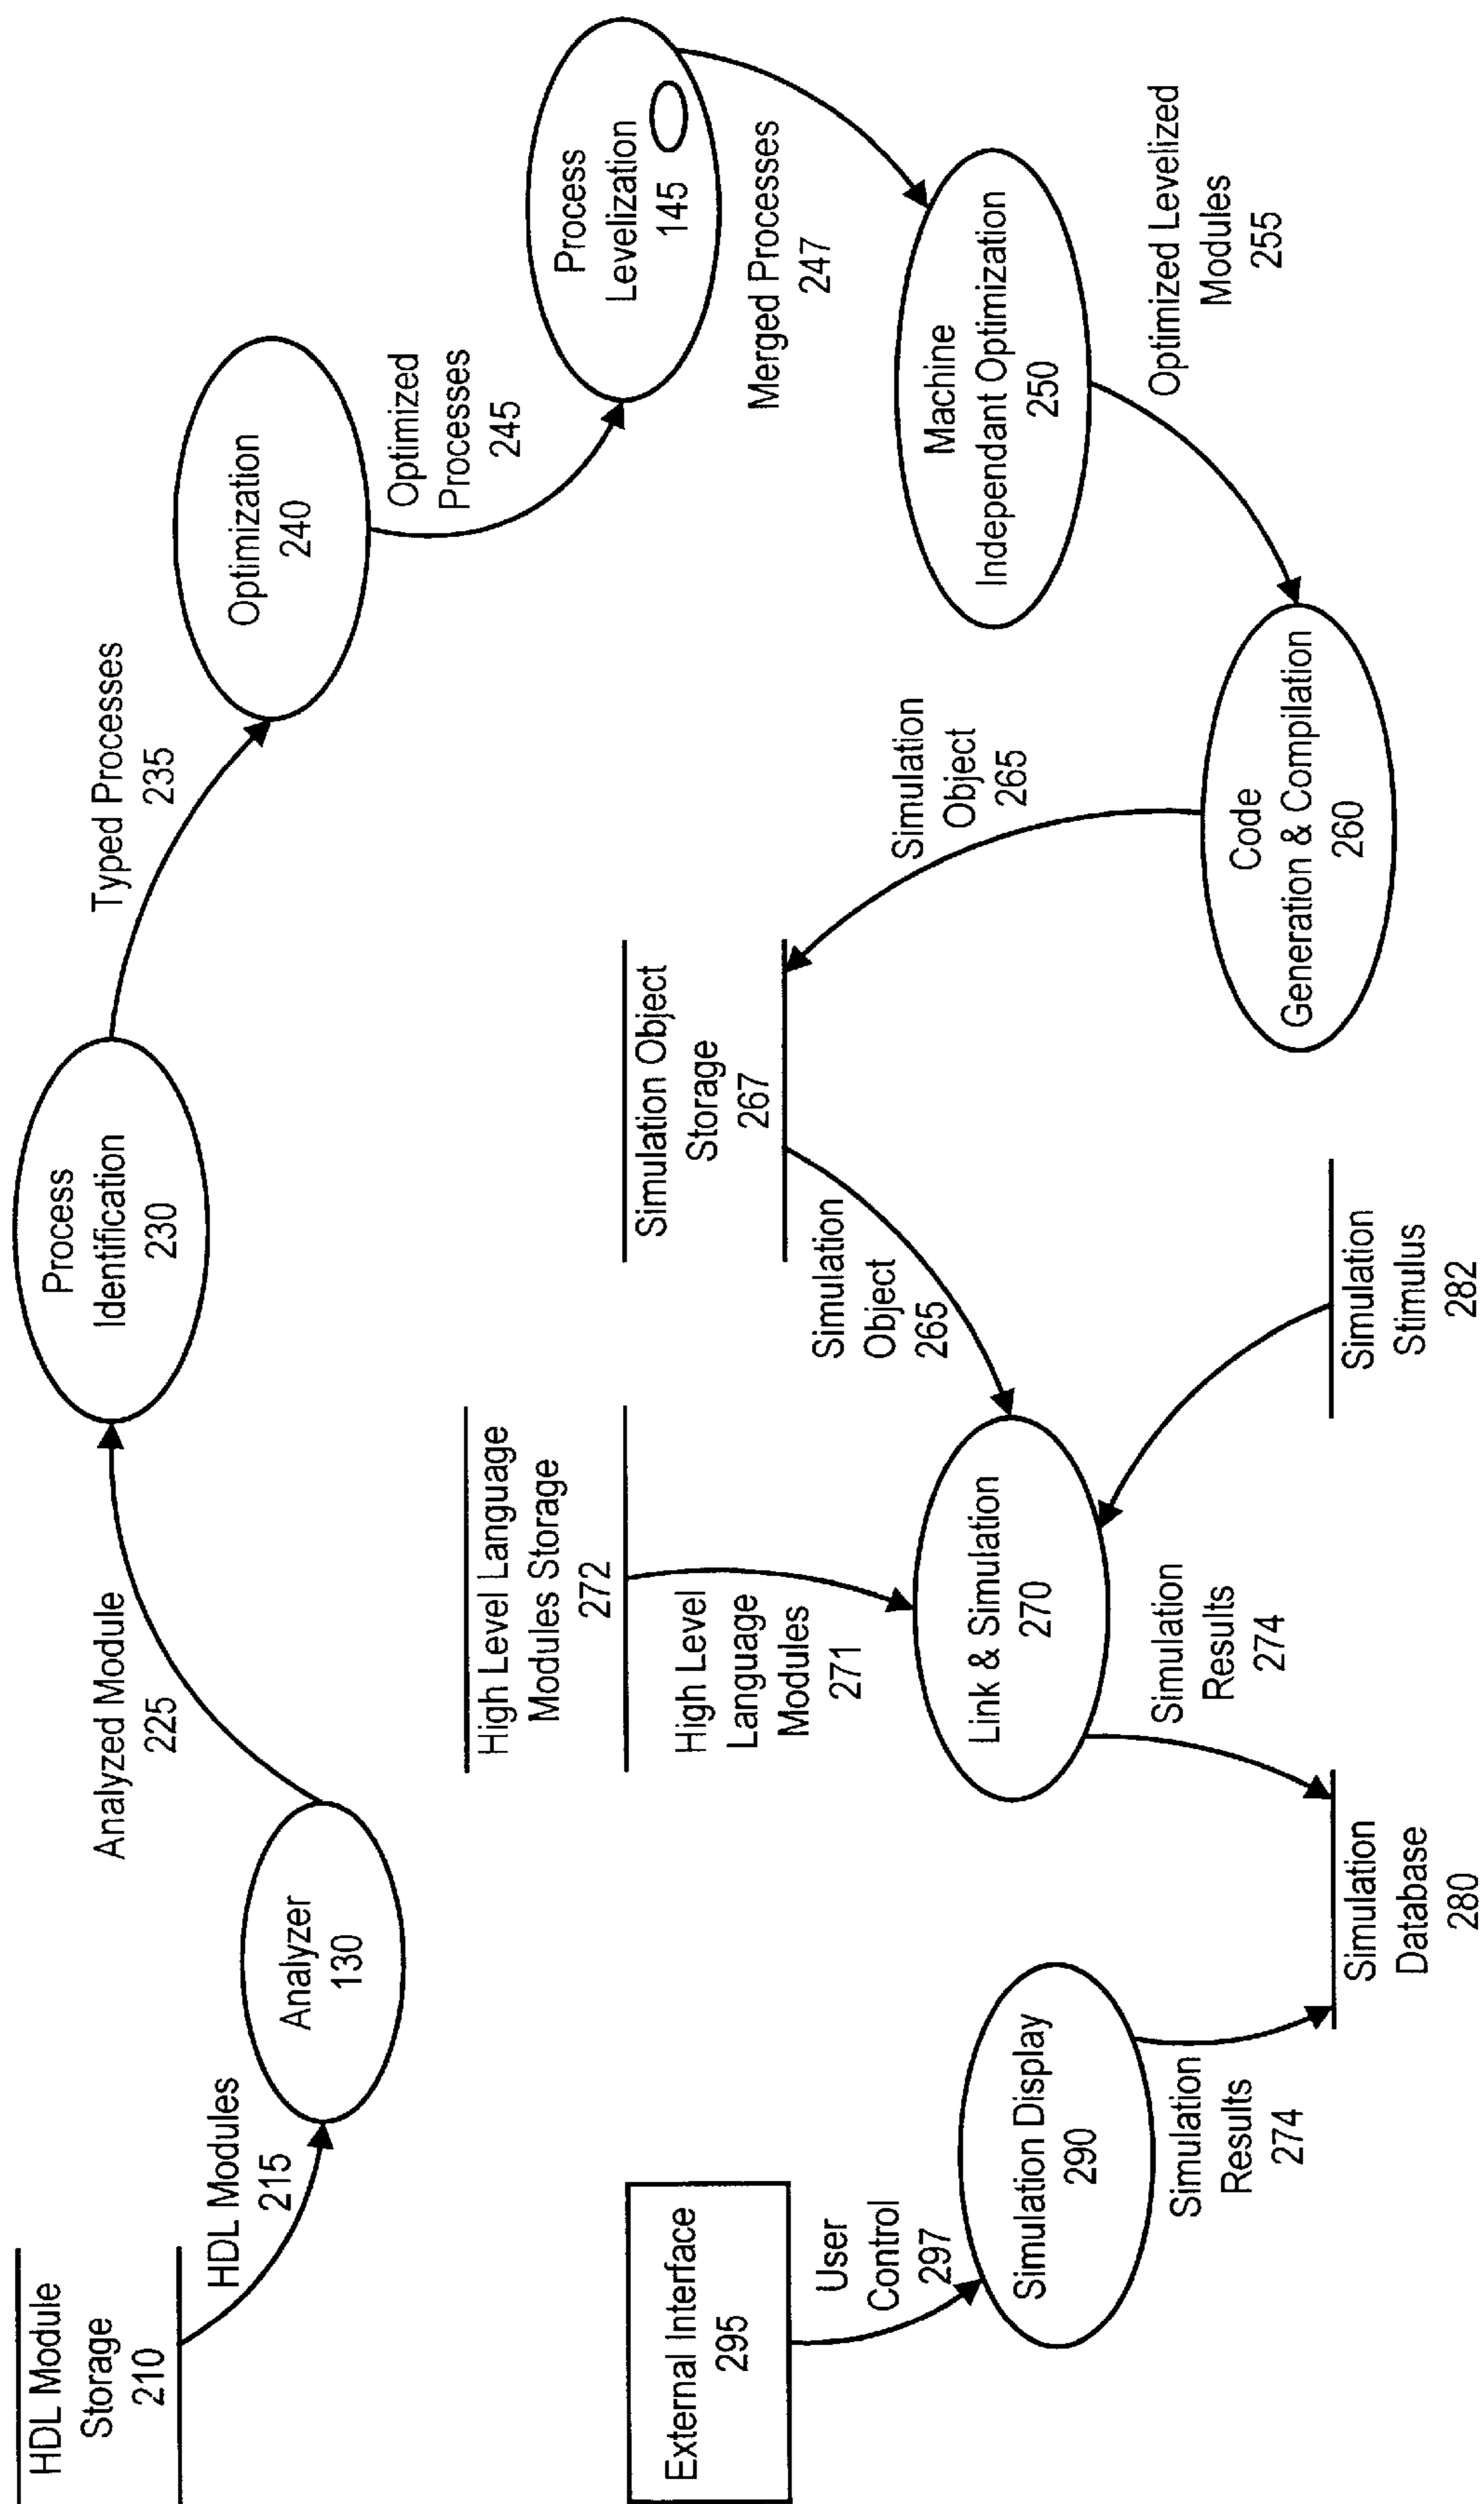 HDL Module
Storage
210
HDL Modules
215
Analyzer
130
Analyzed Module
225
Process
Identification
230
Typed Processes
235
Optimization
240
Optimized
Processes
245
Process
Levelization
145
Merged Processes
247
Machine
Independant Optimization
250
Optimized Levelized
Modules
255
Code
Generation & Compilation
260
Simulation
Object
265
Simulation Object
Storage
267
Simulation
Object
265
High Level Language
Modules Storage
272
High Level
Language
Modules
271
Link & Simulation
270
Simulation
Stimulus
282
Simulation
Results
274
Simulation
Database
280
External Interface
295
User
Control
297
Simulation Display
290
Simulation
Results
274